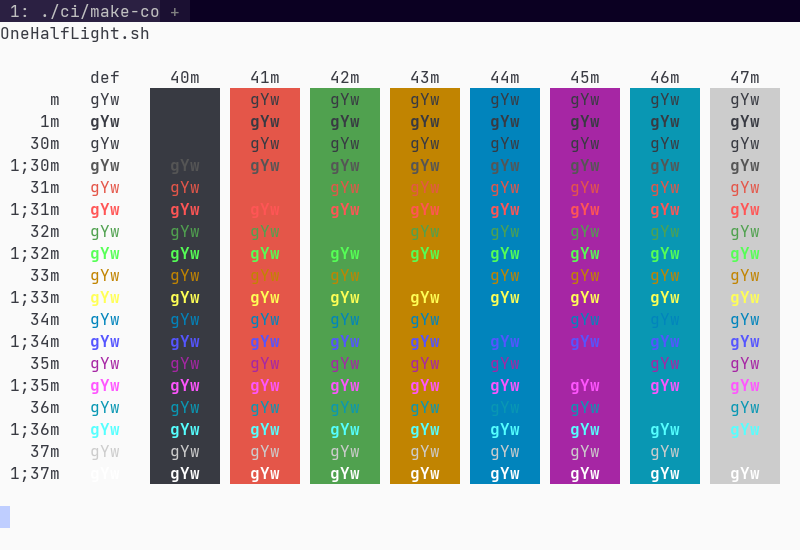 1: ./ci/make-co +
OneHalfLight.sh
def 40m 41m 42m 43m 44m 45m 46m 47m
m gYw gYw gYw gYw gYw gYw gYw gYw
1m gYw gYw gYw gYw gYw gYw gYw gYw
30m gYw gYw gYw gYw gYw gYw gYw gYw
1;30m gYw gYw gYw gYw gYw gYw gYw gYw gYw
31m gYw gYw gYw gYw gYw gYw gYw gYw
1;31m gYw gYw gYw gYw gYw gYw gYw gYw gYw
32m gYw gYw gYw gYw gYw gYw gYw gYw
1;32m gYw gYw gYw gYw gYw gYw gYw gYw gYw
33m gYw gYw gYw gYw gYw gYw gYw gYw
1;33m gYw gYw gYw gYw gYw gYw gYw gYw gYw
34m gYw gYw gYw gYw gYw gYw gYw gYw
1;34m gYw gYw gYw gYw gYw gYw gYw gYw gYw
35m gYw gYw gYw gYw gYw gYw gYw gYw
1;35m gYw gYw gYw gYw gYw gYw gYw gYw gYw
36m gYw gYw gYw gYw gYw gYw gYw gYw
1;36m gYw gYw gYw gYw gYw gYw gYw gYw gYw
37m gYw gYw gYw gYw gYw gYw gYw gYw
1;37m gYw gYw gYw gYw gYw gYw gYw gYw gYw